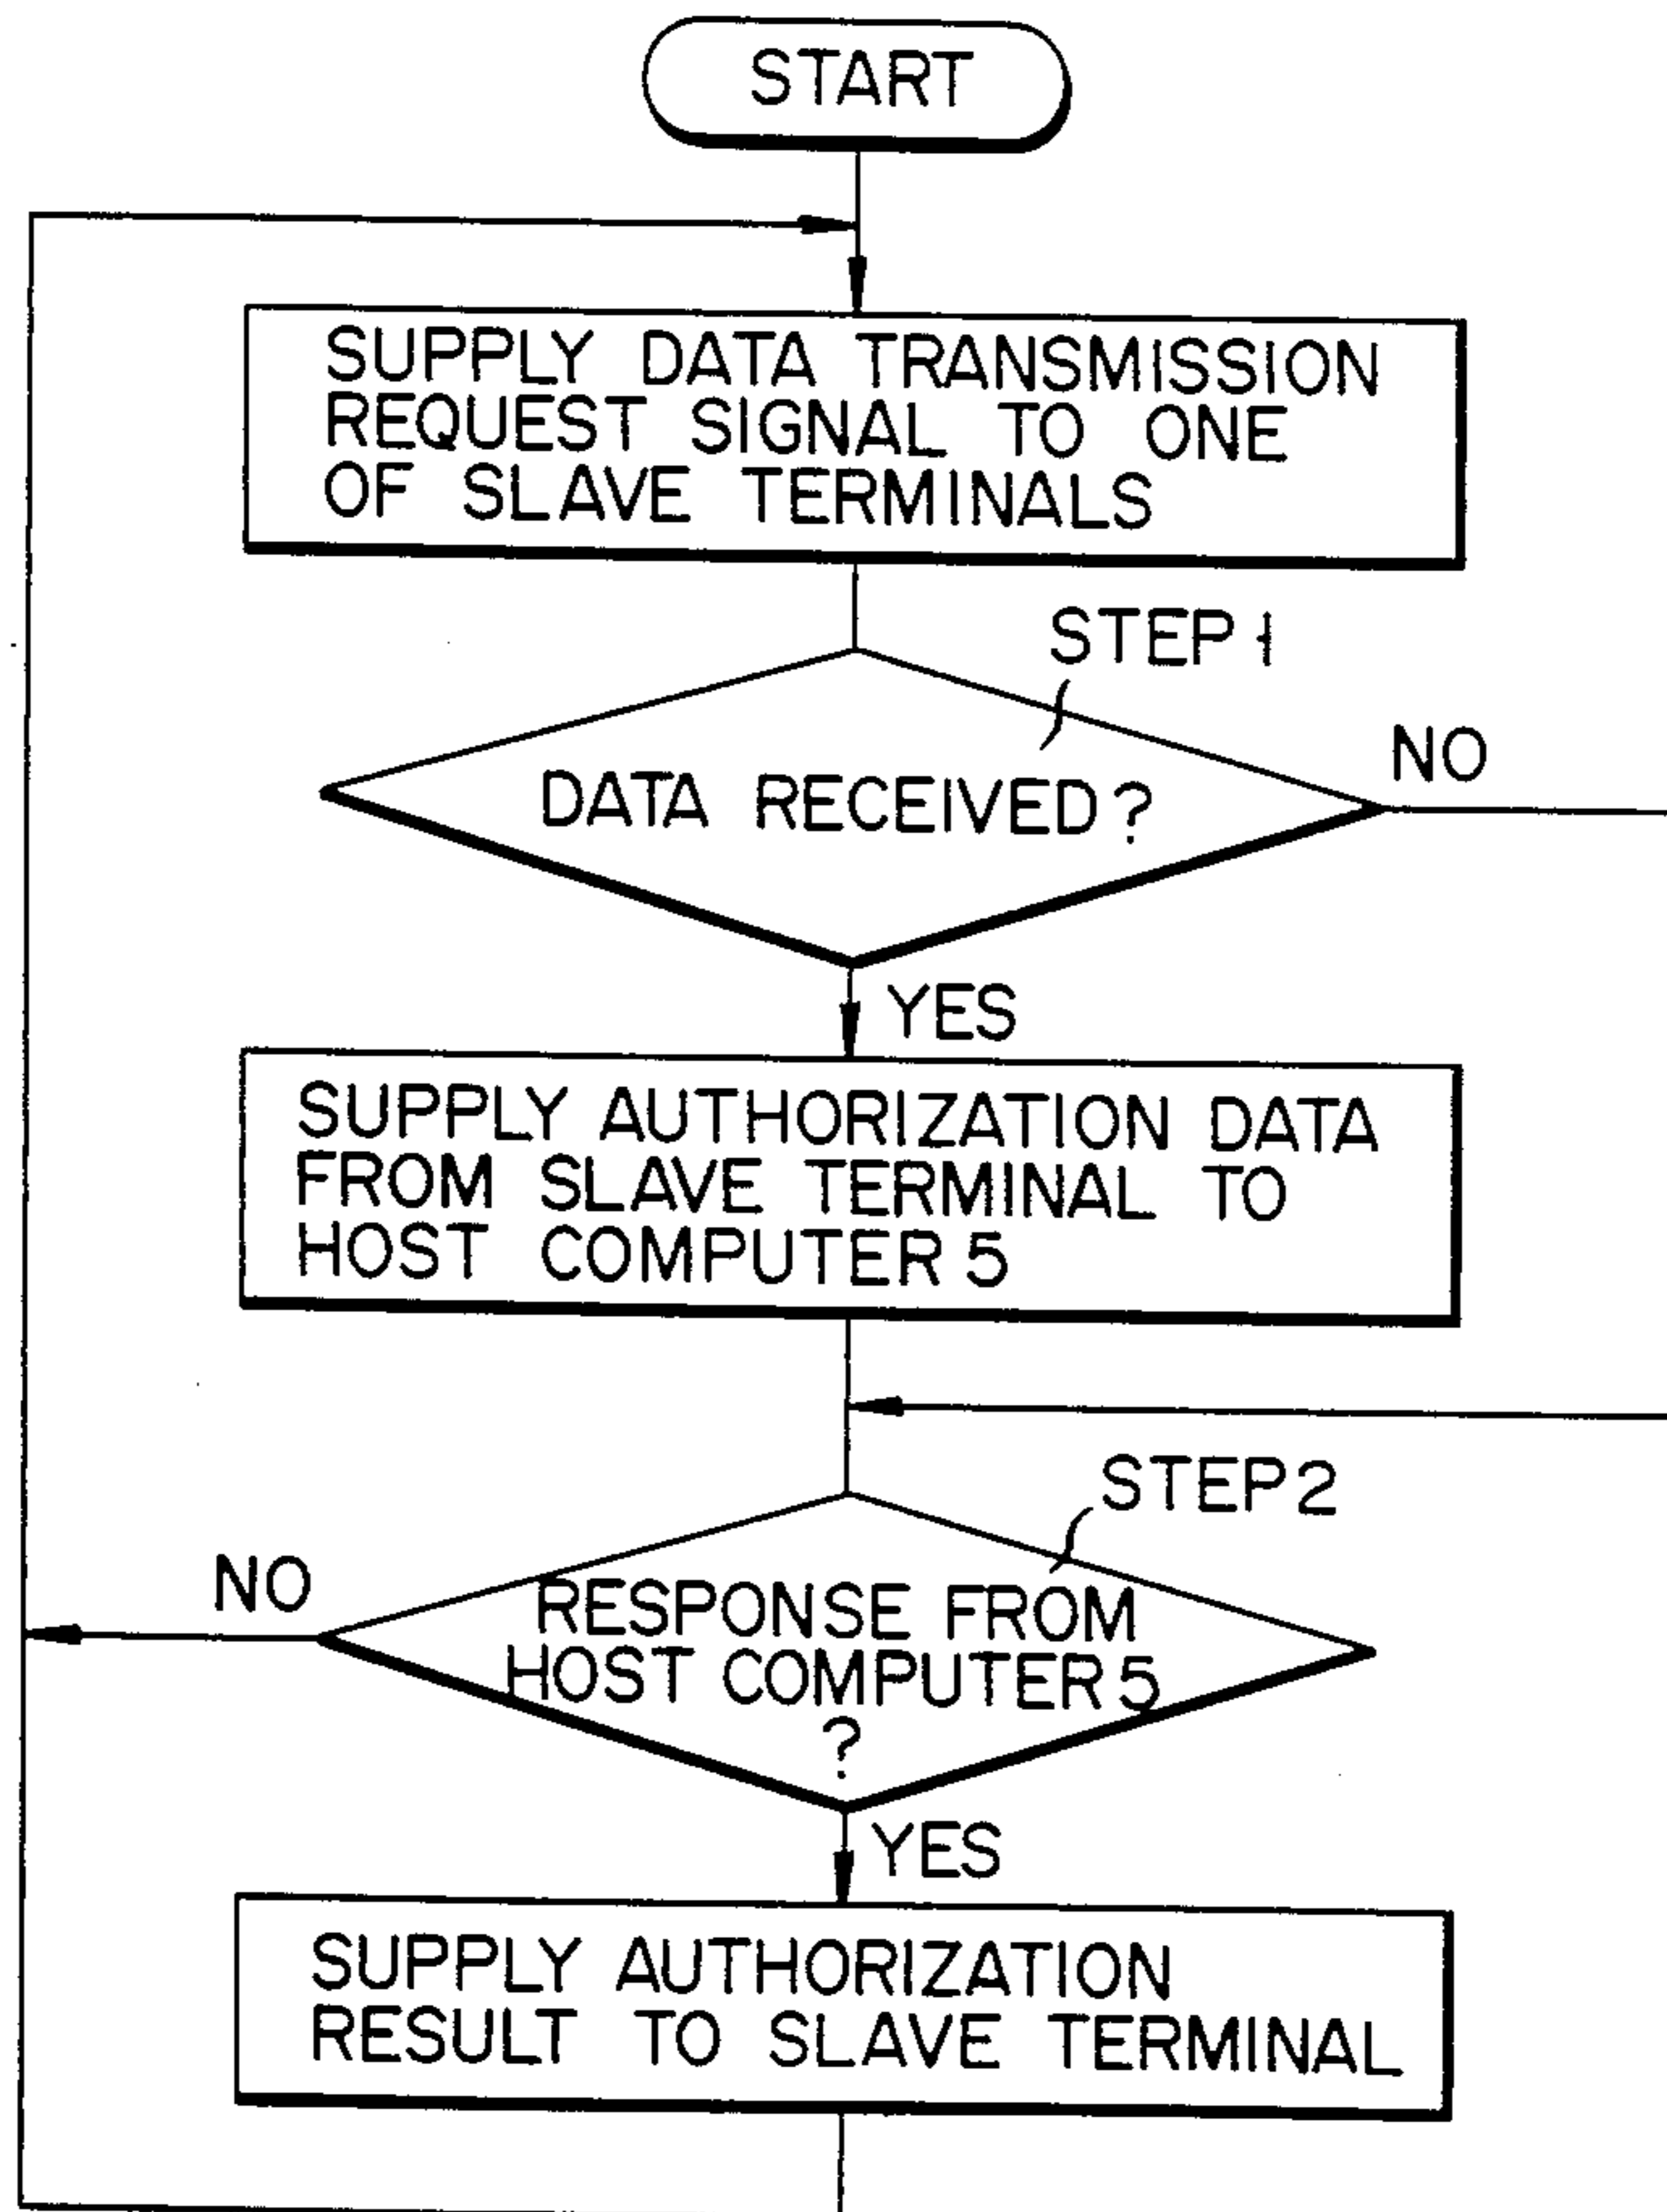 START
SUPPLY DATA TRANSMISSION
REQUEST SIGNAL TO ONE
OF SLAVE TERMINALS
STEP 1
DATA RECEIVED?
NO
YES
SUPPLY AUTHORIZATION DATA
FROM SLAVE TERMINAL TO
HOST COMPUTER 5
STEP 2
NO
RESPONSE FROM
HOST COMPUTER 5
?
YES
SUPPLY AUTHORIZATION
RESULT TO SLAVE TERMINAL